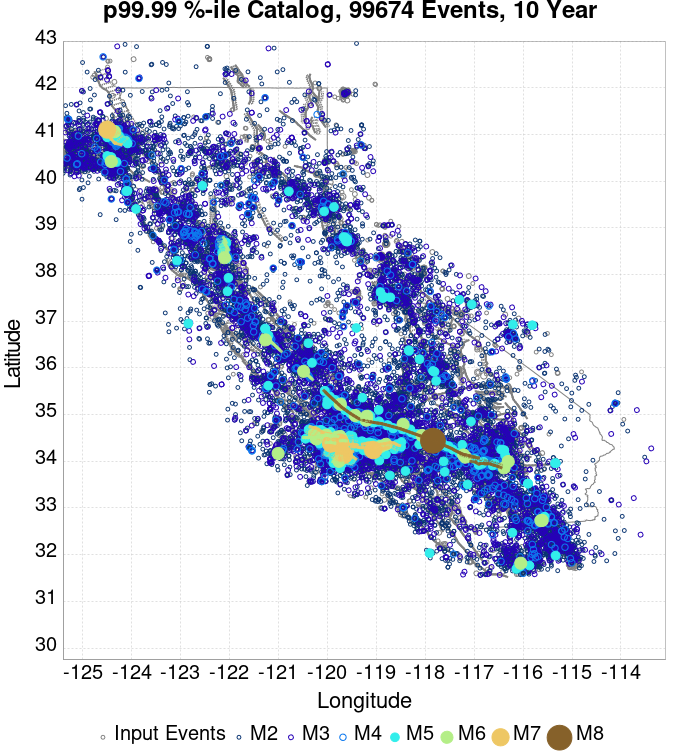 p99.99 %-ile Catalog, 99674 Events, 10 Year
43
42
41
40
39
38
37
36
35
34
33
32
31
30
Latitude
-125 -124 -123 -122 -121 -120 -119 -118 -117 -116 -115 -114
Longitude
Input Events M2 M3 M4 M5 M6 M7 M8